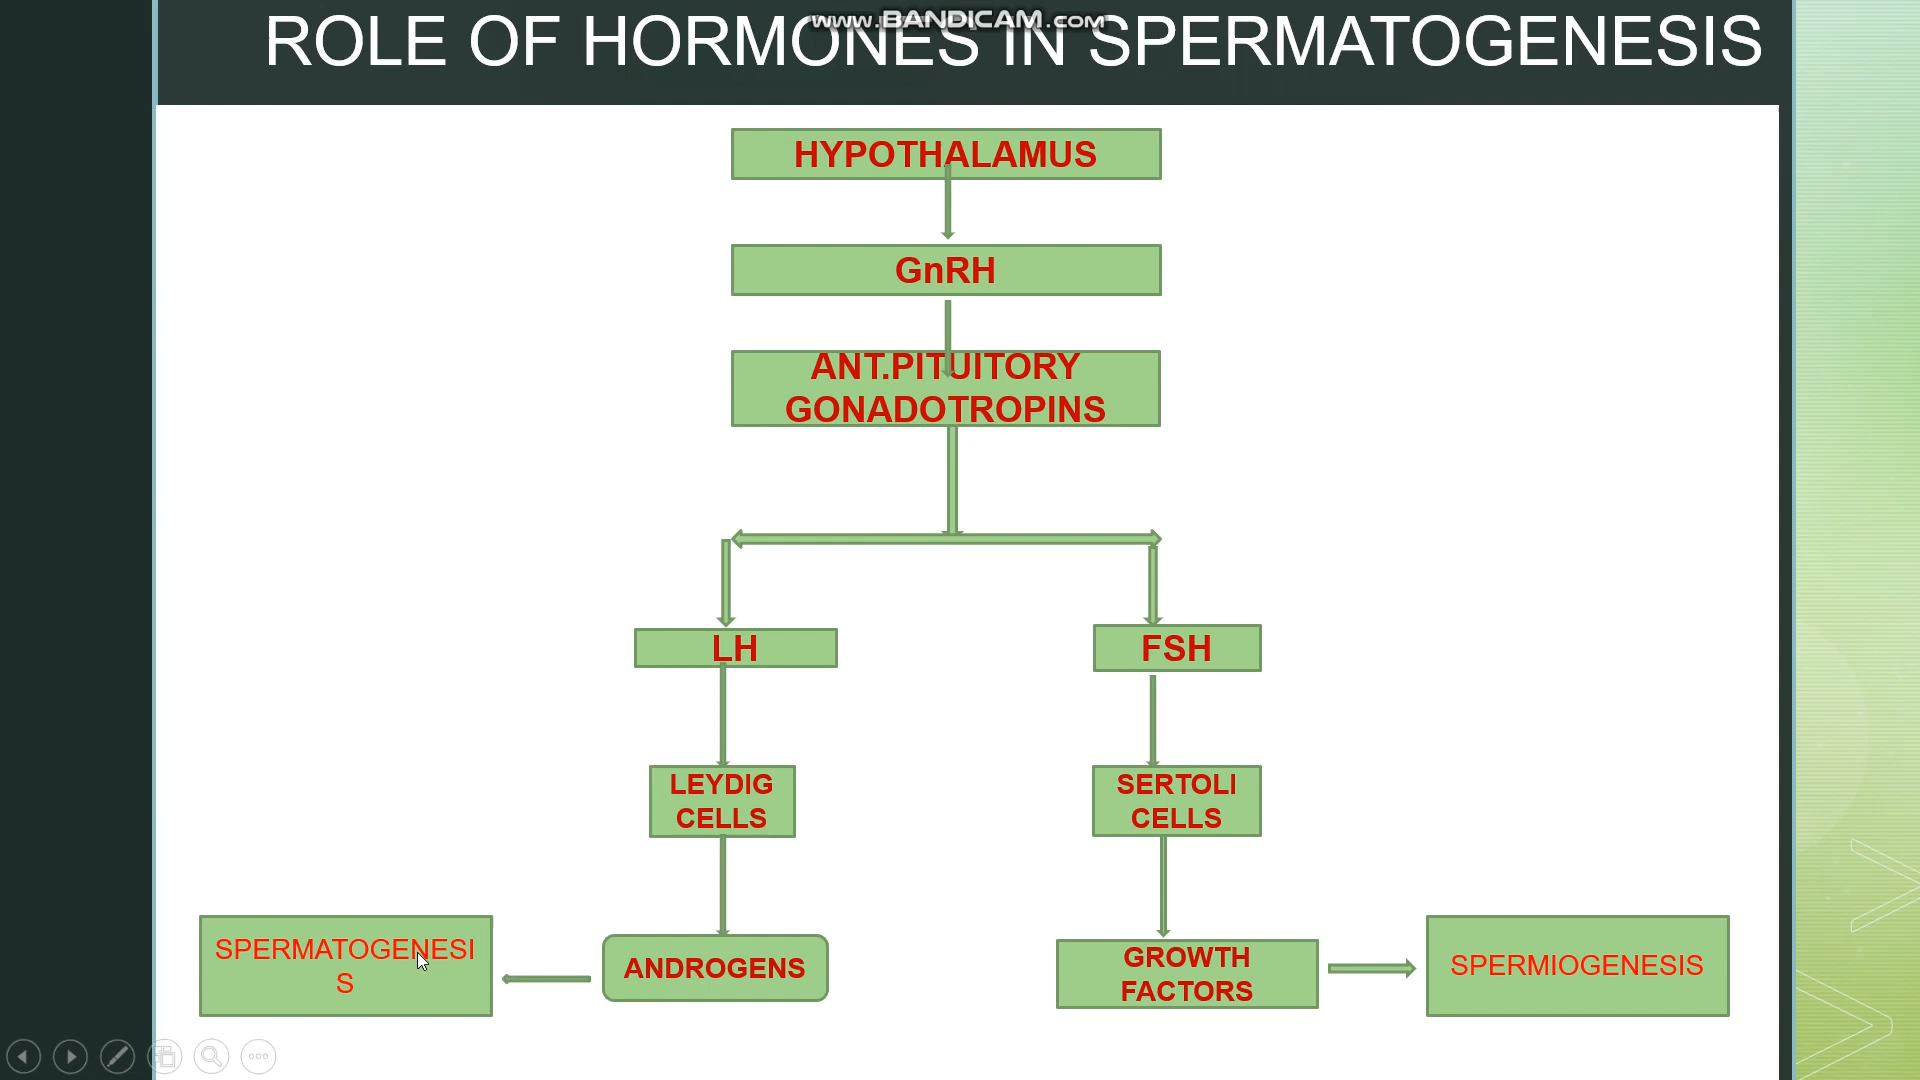 ROLE OF HORMONES IN SPERMATOGENESIS
www.BANDICAM.com
HYPOTHALAMUS
GnRH
ANT.PITUITORY
GONADOTROPINS
LH
FSH
LEYDIG
CELLS
SERTOLI
CELLS
SPERMATOGENESI
S
ANDROGENS
GROWTH
FACTORS
SPERMIOGENESIS